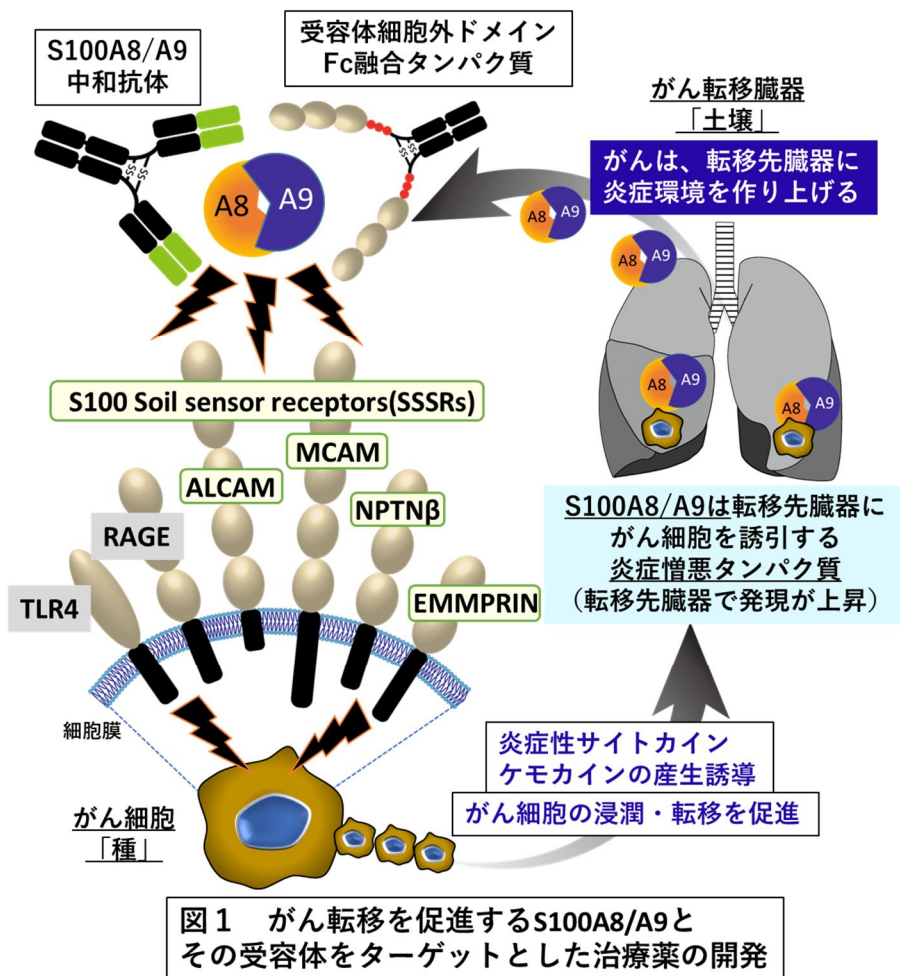 S100A8/A9
中和抗体
受容体細胞外ドメイン
Fc融合タンパク質
がん転移臓器
「土壌」
がんは、転移先臓器に
炎症環境を作り上げる
SS
SS
A8
A9
A8
A9
A8
A9
A8
A9
A8
A9
S100 Soil sensor receptors(SSSRs)
MCAM
ALCAM
NPTNβ
RAGE
EMMPRIN
TLR4
S100A8/A9は転移先臓器に
がん細胞を誘引する
炎症憎悪タンパク質
（転移先臓器で発現が上昇）
細胞膜
炎症性サイトカイン
ケモカインの産生誘導
がん細胞の浸潤・転移を促進
がん細胞
「種」
図１　がん転移を促進するS100A8/A9と
その受容体をターゲットとした治療薬の開発